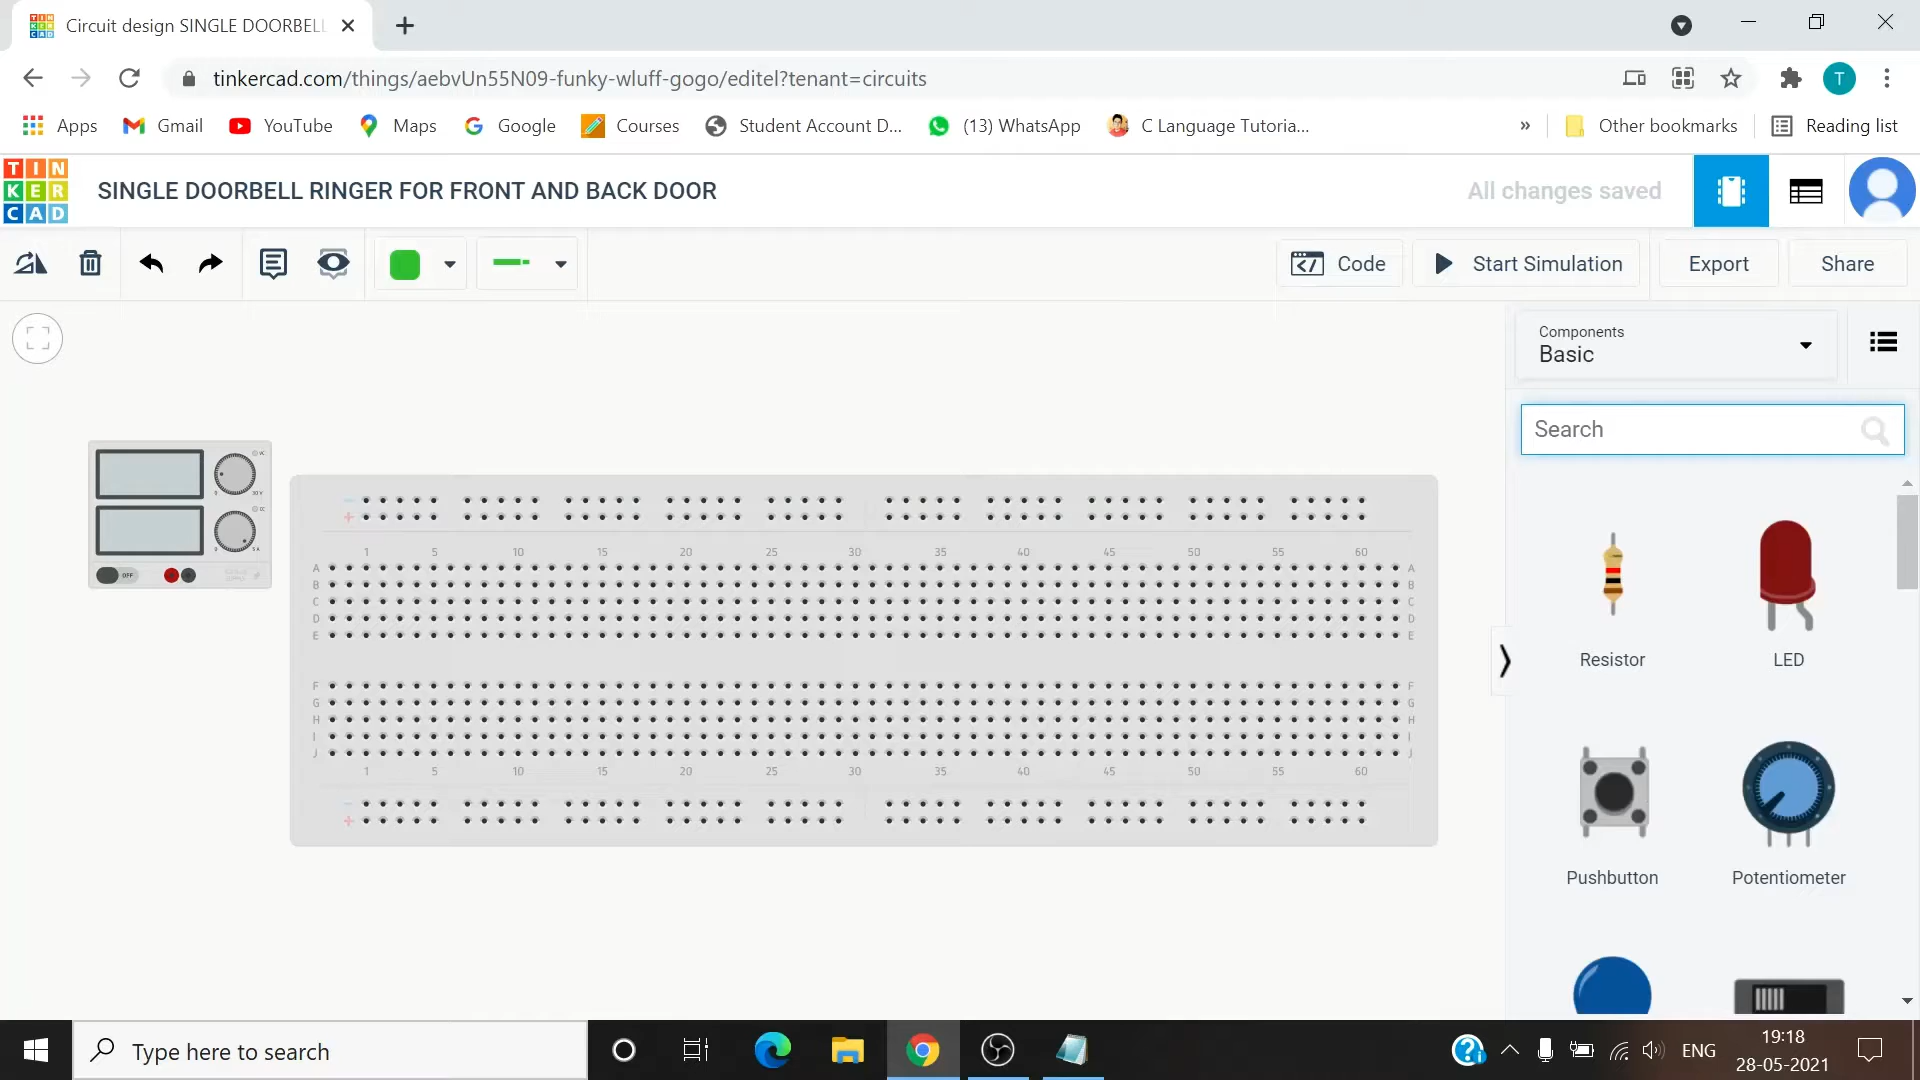 Circuit design SINGLE DOORBELL
tinkercad.com/things/aebvUn55N09-funky-wluff-gogo/editel?tenant=circuits
T
Apps Gmail YouTube Maps Google Courses Student Account D... (13) WhatsApp C Language Tutoria... » Other bookmarks Reading list
TIN
KER
CAD
SINGLE DOORBELL RINGER FOR FRONT AND BACK DOOR
All changes saved
Code Start Simulation Export Share
Components
Basic
Search
OFF
1 5 10 15 20 25 30 35 40 45 50 55 60
A A
B B
C C
D D
E E
F F
G G
H H
I I
J J
1 5 10 15 20 25 30 35 40 45 50 55 60
Resistor LED
Pushbutton Potentiometer
Type here to search
ENG
19:18
28-05-2021